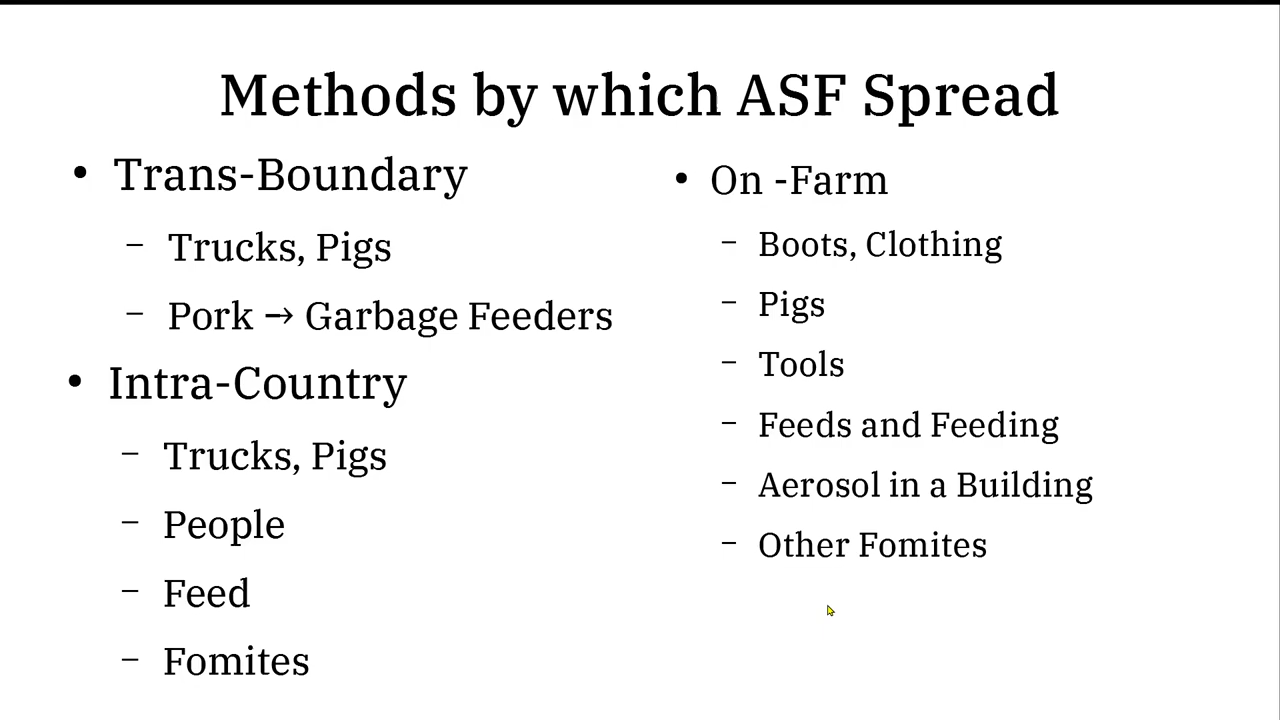 Methods by which ASF Spread
• Trans-Boundary
– Trucks, Pigs
– Pork → Garbage Feeders
• Intra-Country
– Trucks, Pigs
– People
– Feed
– Fomites
• On -Farm
– Boots, Clothing
– Pigs
– Tools
– Feeds and Feeding
– Aerosol in a Building
– Other Fomites